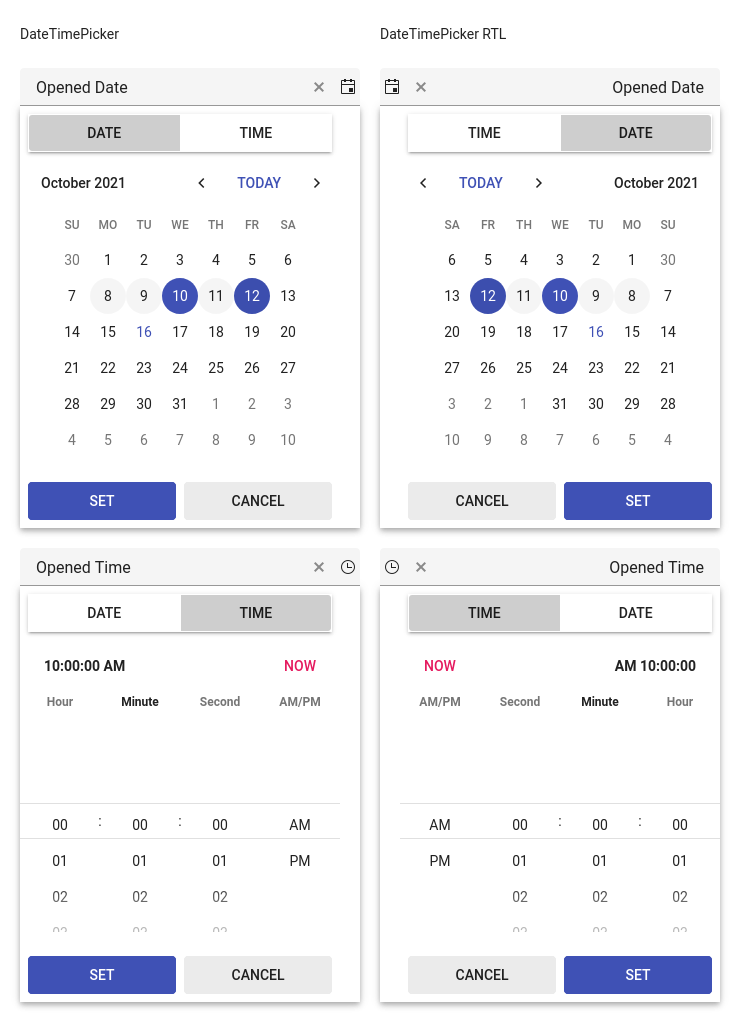 DateTimePicker
DateTimePicker RTL
Opened Date
DATE TIME
October 2021 TODAY
SU MO TU WE TH FR SA
30 1 2 3 4 5 6
7 8 9 10 11 12 13
14 15 16 17 18 19 20
21 22 23 24 25 26 27
28 29 30 31 1 2 3
4 5 6 7 8 9 10
SET CANCEL
Opened Date
TIME DATE
TODAY October 2021
SA FR TH WE TU MO SU
6 5 4 3 2 1 30
13 12 11 10 9 8 7
20 19 18 17 16 15 14
27 26 25 24 23 22 21
3 2 1 31 30 29 28
10 9 8 7 6 5 4
CANCEL SET
Opened Time
DATE TIME
10:00:00 AM NOW
Hour Minute Second AM/PM
00 : 00 : 00 AM
01 01 01 PM
02 02 02
SET CANCEL
Opened Time
TIME DATE
NOW AM 10:00:00
AM/PM Second Minute Hour
AM 00 : 00 : 00
PM 01 01 01
02 02 02
CANCEL SET